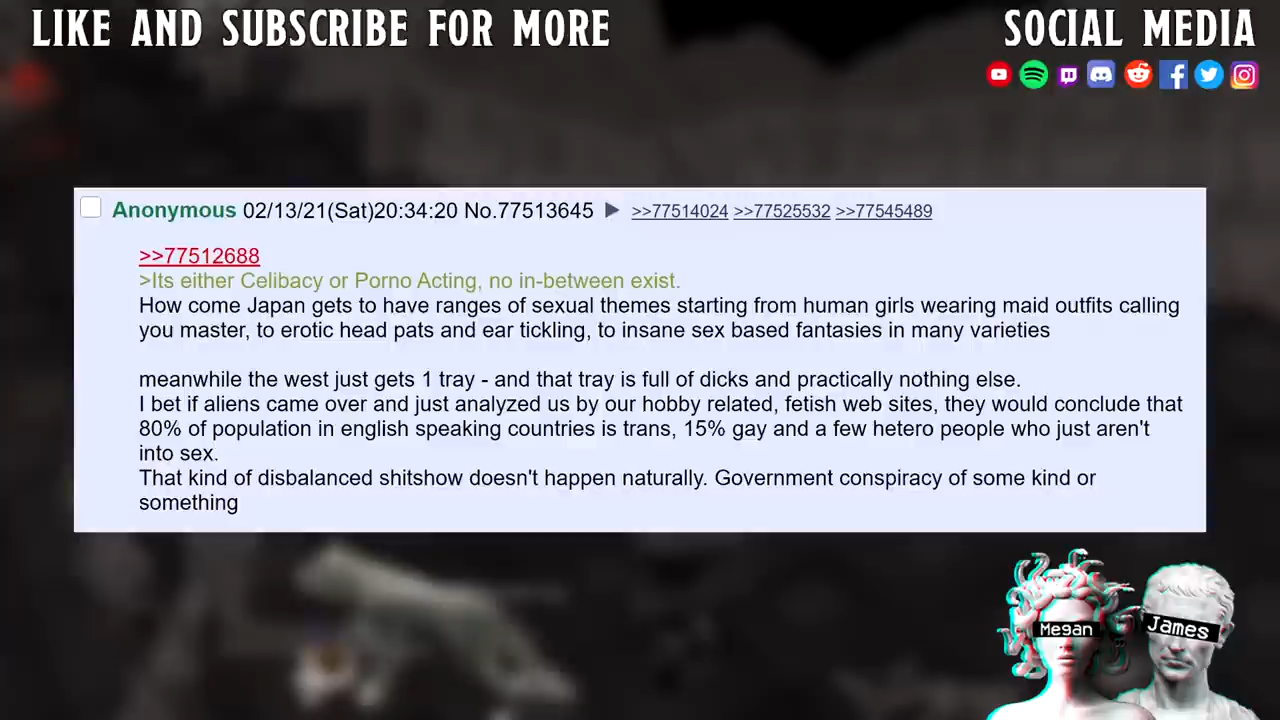 LIKE AND SUBSCRIBE FOR MORE
SOCIAL MEDIA
Anonymous 02/13/21(Sat)20:34:20 No.77513645 ▶ >>77514024 >>77525532 >>77545489
>>77512688
>Its either Celibacy or Porno Acting, no in-between exist.
How come Japan gets to have ranges of sexual themes starting from human girls wearing maid outfits calling
you master, to erotic head pats and ear tickling, to insane sex based fantasies in many varieties
meanwhile the west just gets 1 tray - and that tray is full of dicks and practically nothing else.
I bet if aliens came over and just analyzed us by our hobby related, fetish web sites, they would conclude that
80% of population in english speaking countries is trans, 15% gay and a few hetero people who just aren't
into sex.
That kind of disbalanced shitshow doesn't happen naturally. Government conspiracy of some kind or
something
Megan
James